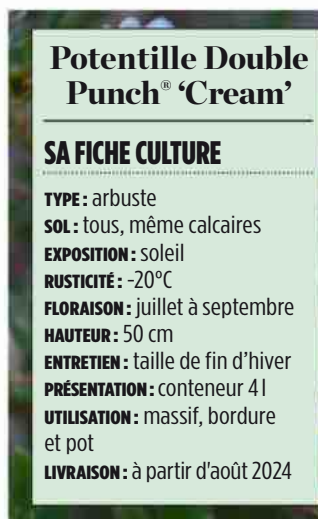 Potentille Double
Punch® ‘Cream’
SA FICHE CULTURE
TYPE : arbuste
SOL : tous, même calcaires
EXPOSITION : soleil
RUSTICITÉ : -20°C
FLORAISON : juillet à septembre
HAUTEUR : 50 cm
ENTRETIEN : taille de fin d’hiver
PRÉSENTATION : conteneur 4 l
UTILISATION : massif, bordure
et pot
LIVRAISON : à partir d'août 2024